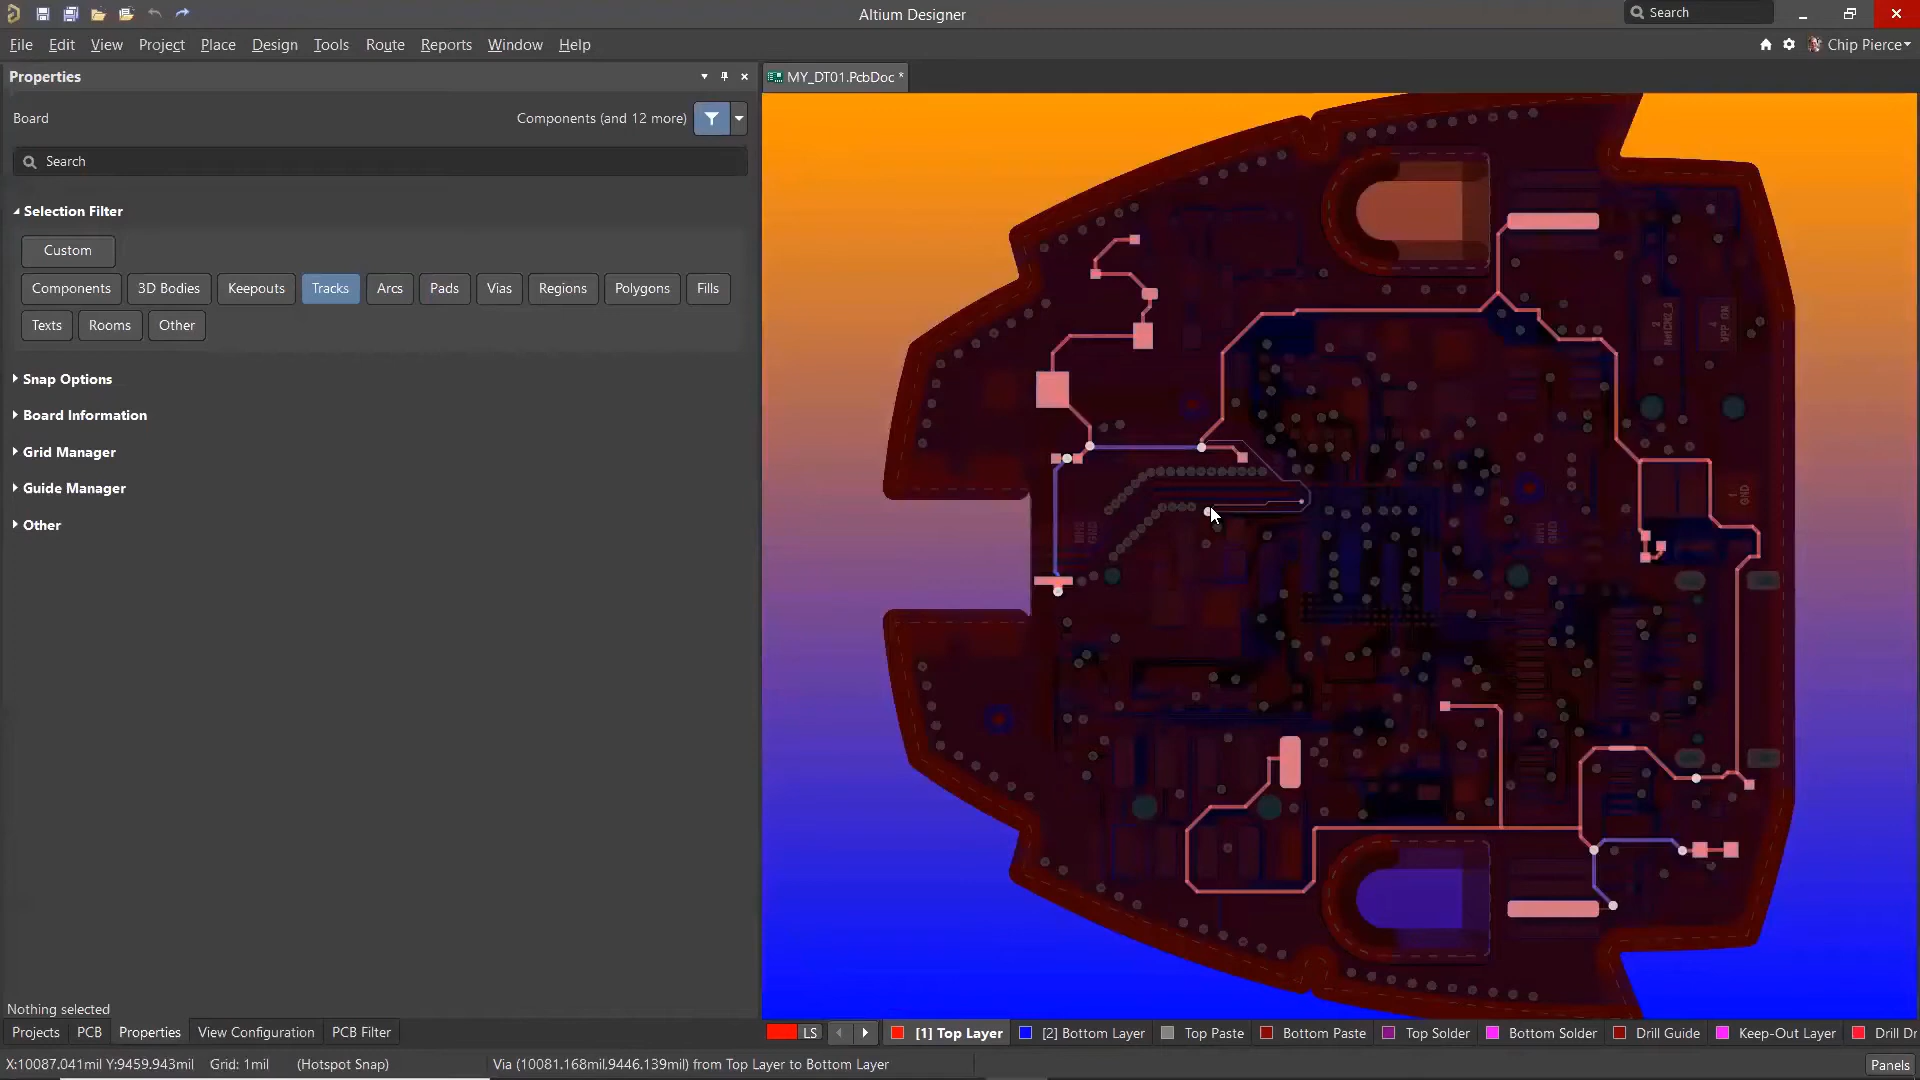 Altium Designer
Search
File Edit View Project Place Design Tools Route Reports Window Help
Chip Pierce
Properties
MY_DT01.PcbDoc *
Board
Components (and 12 more)
Search
Selection Filter
Custom
Components 3D Bodies Keepouts Tracks Arcs Pads Vias Regions Polygons Fills
Texts Rooms Other
Snap Options
Board Information
Grid Manager
Guide Manager
Other
GND
GND
GND
Nothing selected
Projects PCB Properties View Configuration PCB Filter
LS [1] Top Layer [2] Bottom Layer Top Paste Bottom Paste Top Solder Bottom Solder Drill Guide Keep-Out Layer Drill Dr
X:10087.041mil Y:9459.943mil Grid: 1mil (Hotspot Snap) Via (10081.168mil,9446.139mil) from Top Layer to Bottom Layer
Panels